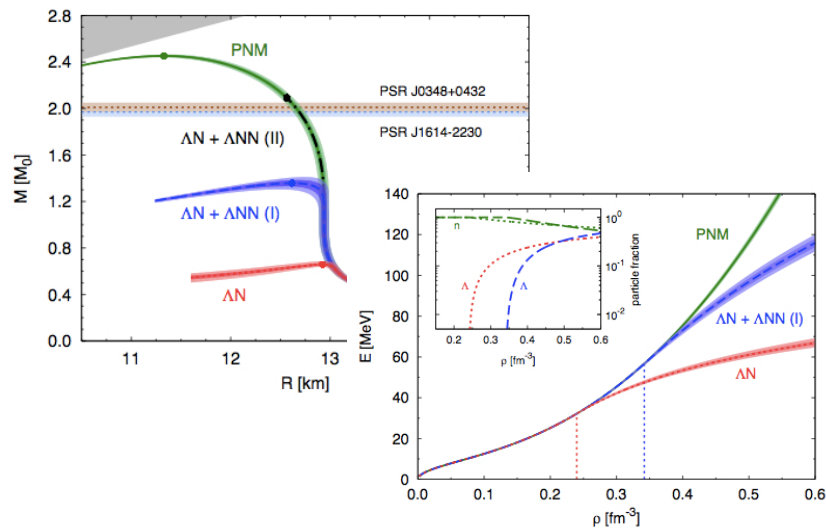 2.8
2.4
2.0
1.6
1.2
0.8
0.4
0.0
M [M₀]
PNM
PSR J0348+0432
PSR J1614-2230
ΛN + ΛNN (II)
ΛN + ΛNN (I)
ΛN
11 12 13
R [km]
140
120
100
80
60
40
20
0
E [MeV]
PNM
ΛN + ΛNN (I)
ΛN
n
Λ
Λ
10⁰
10⁻¹
10⁻²
particle fraction
0.2 0.3 0.4 0.5 0.6
ρ [fm⁻³]
0.0 0.1 0.2 0.3 0.4 0.5 0.6
ρ [fm⁻³]